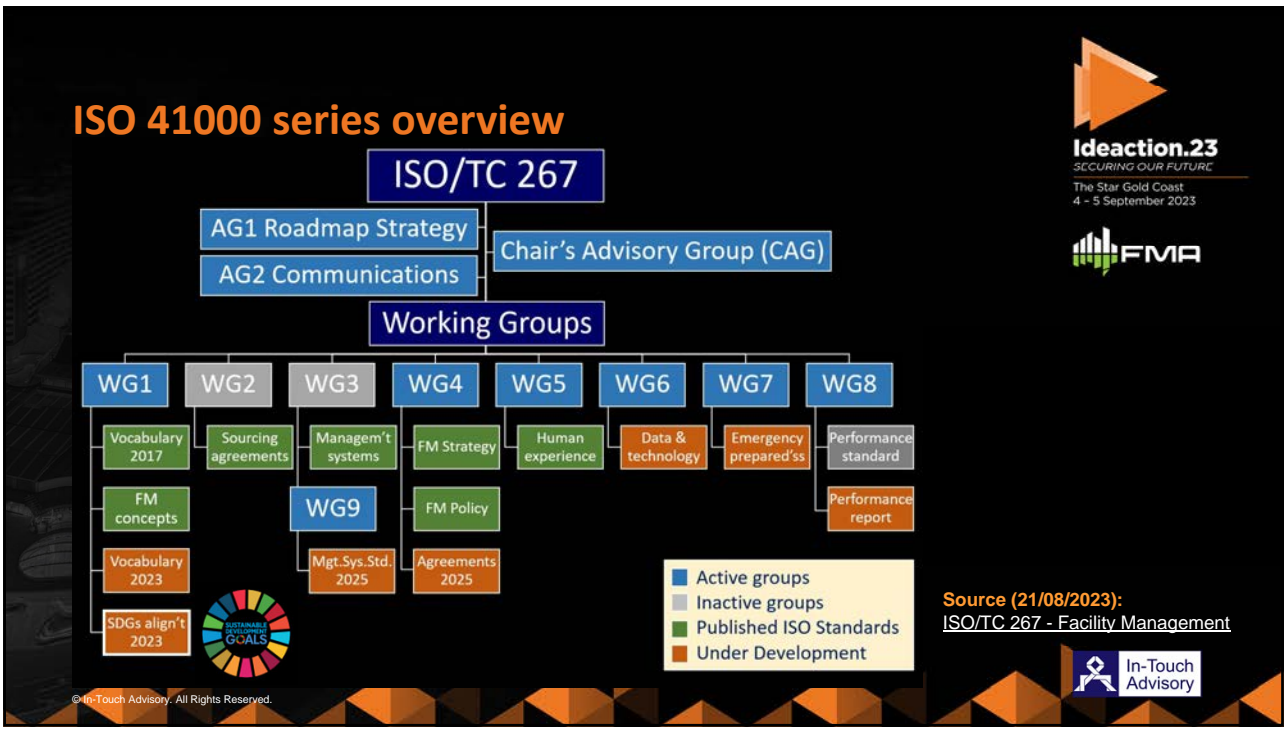 ISO 41000 series overview
ISO/TC 267
AG1 Roadmap Strategy
Chair's Advisory Group (CAG)
AG2 Communications
Working Groups
WG1
WG2
WG3
WG4
WG5
WG6
WG7
WG8
Vocabulary
2017
Sourcing
agreements
Managem't
systems
FM Strategy
Human
experience
Data &
technology
Emergency
prepared'ss
Performance
standard
FM
concepts
WG9
FM Policy
Performance
report
Vocabulary
2023
Mgt.Sys.Std.
2025
Agreements
2025
SDGs align't
2023
SUSTAINABLE
DEVELOPMENT
GOALS
Active groups
Inactive groups
Published ISO Standards
Under Development
Ideaction.23
SECURING OUR FUTURE
The Star Gold Coast
4 - 5 September 2023
FMA
Source (21/08/2023):
ISO/TC 267 - Facility Management
In-Touch
Advisory
© In-Touch Advisory. All Rights Reserved.